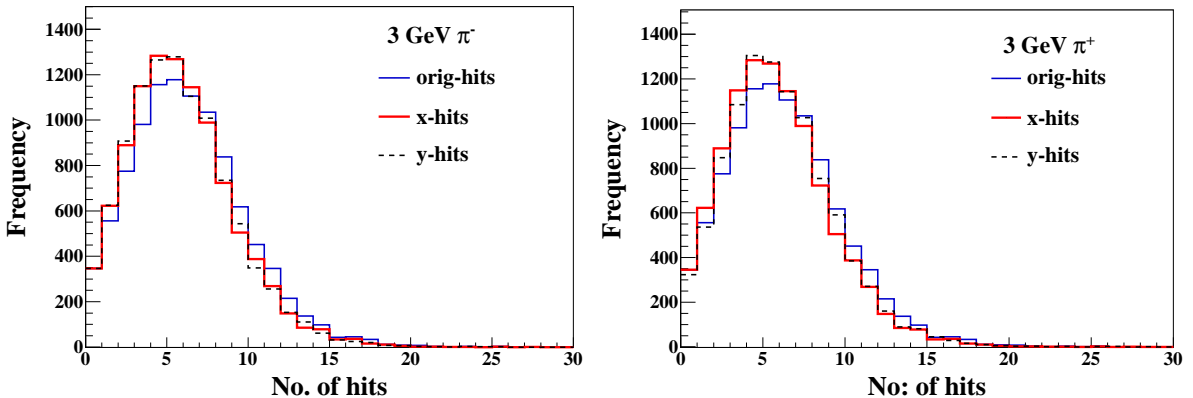 3 GeV π-
orig-hits
x-hits
y-hits
Frequency
1400
1200
1000
800
600
400
200
0
0 5 10 15 20 25 30
No. of hits
3 GeV π+
orig-hits
x-hits
y-hits
Frequency
1400
1200
1000
800
600
400
200
0
0 5 10 15 20 25 30
No: of hits